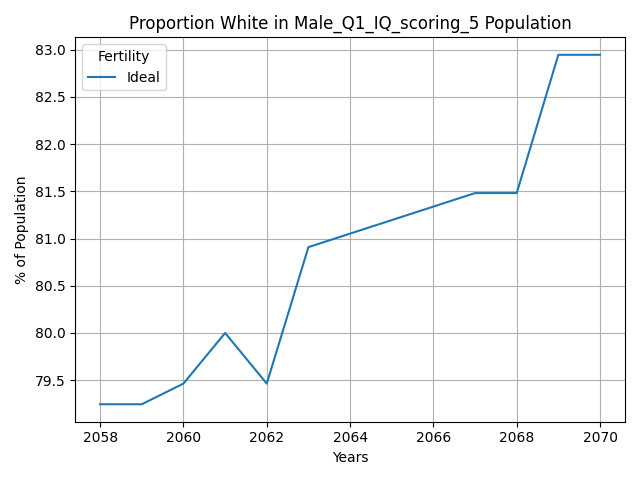 Proportion White in Male_Q1_IQ_scoring_5 Population
Fertility
Ideal
83.0
82.5
82.0
81.5
81.0
80.5
80.0
79.5
% of Population
2058 2060 2062 2064 2066 2068 2070
Years